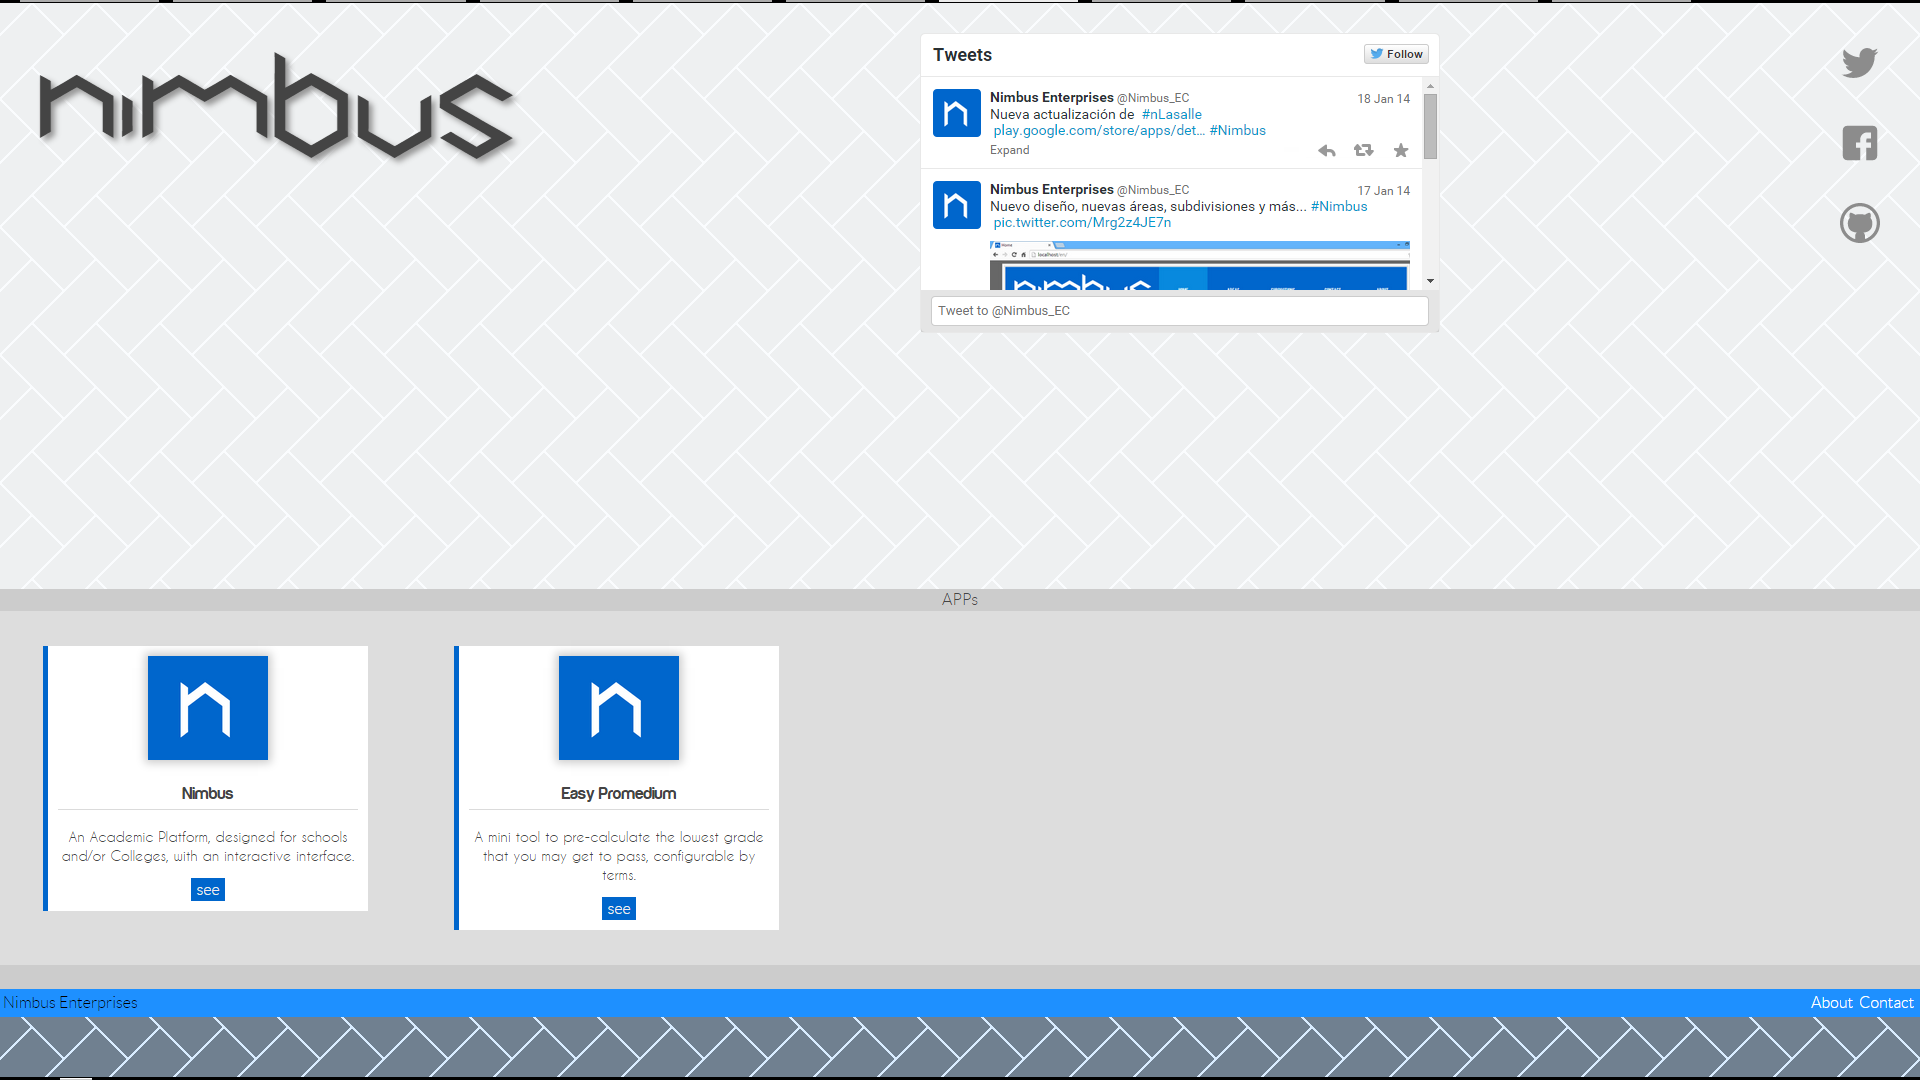 nimbus
Tweets
Follow
Nimbus Enterprises @Nimbus_EC
18 Jan 14
Nueva actualización de #nLasalle
play.google.com/store/apps/det... #Nimbus
Expand
Nimbus Enterprises @Nimbus_EC
17 Jan 14
Nuevo diseño, nuevas áreas, subdivisiones y más... #Nimbus
pic.twitter.com/Mrg2z4JE7n
nimbus
Tweet to @Nimbus_EC
APPs
n
Nimbus
An Academic Platform, designed for schools
and/or Colleges, with an interactive interface.
see
n
Easy Promedium
A mini tool to pre-calculate the lowest grade
that you may get to pass, configurable by
terms.
see
Nimbus Enterprises
About Contact